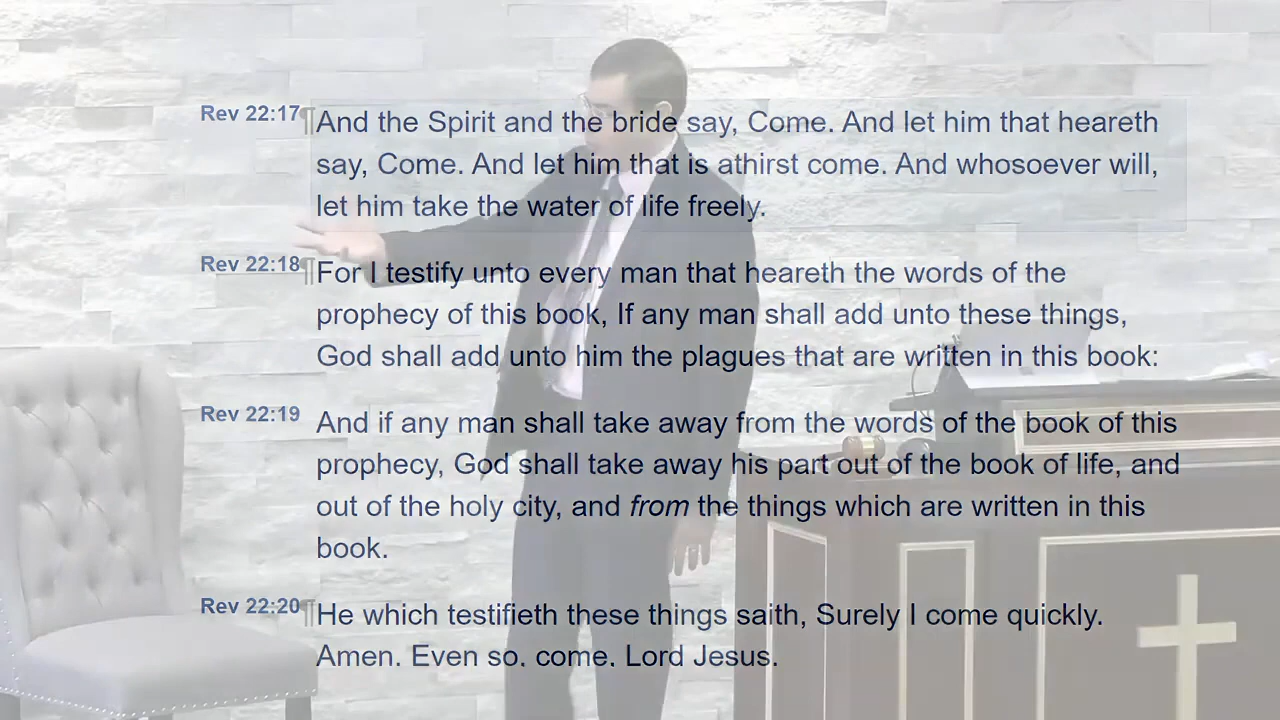 Rev 22:17 ¶And the Spirit and the bride say, Come. And let him that heareth
say, Come. And let him that is athirst come. And whosoever will,
let him take the water of life freely.
Rev 22:18 ¶For I testify unto every man that heareth the words of the
prophecy of this book, If any man shall add unto these things,
God shall add unto him the plagues that are written in this book:
Rev 22:19 And if any man shall take away from the words of the book of this
prophecy, God shall take away his part out of the book of life, and
out of the holy city, and from the things which are written in this
book.
Rev 22:20 ¶He which testifieth these things saith, Surely I come quickly.
Amen. Even so, come, Lord Jesus.